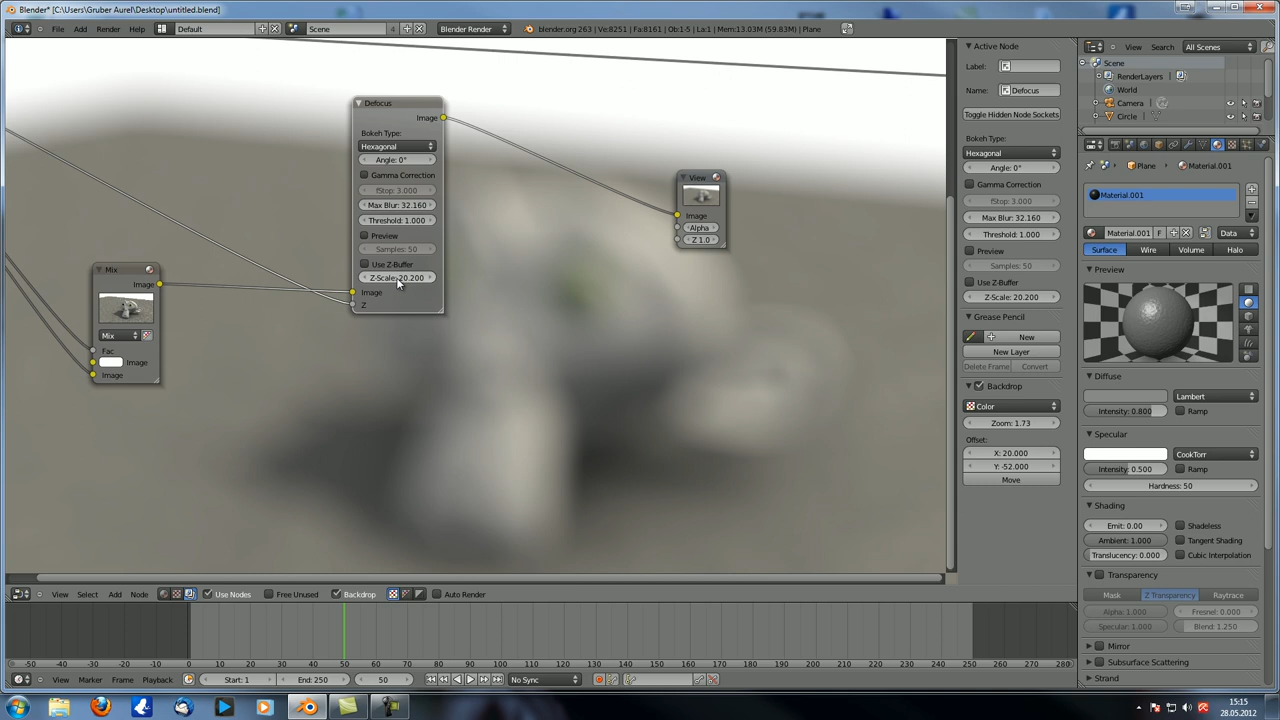 Blender* [C:\Users\Gruber Aurel\Desktop\untitled.blend]
File Add Render Help Default Scene 4 Blender Render blender.org 263 | Ve:8251 | Fa:8161 | Ob:1-5 | La:1 | Mem:13.03M (59.83M) | Plane
Defocus
Image
Bokeh Type:
Hexagonal
Angle: 0°
Gamma Correction
fStop: 3.000
Max Blur: 32.160
Threshold: 1.000
Preview
Samples: 50
Use Z-Buffer
Z-Scale: 20.200
Image
Z
Mix
Image
Mix
Fac
Image
Image
View
Image
Alpha
Z 1.0
Active Node
Label:
Name: Defocus
Toggle Hidden Node Sockets
Bokeh Type:
Hexagonal
Angle: 0°
Gamma Correction
fStop: 3.000
Max Blur: 32.160
Threshold: 1.000
Preview
Samples: 50
Use Z-Buffer
Z-Scale: 20.200
Grease Pencil
New
New Layer
Delete Frame Convert
Backdrop
Color
Zoom: 1.73
Offset:
X: 20.000
Y: -52.000
Move
View Search All Scenes
Scene
RenderLayers
World
Camera
Circle
Plane Material.001
Material.001
Material.001 F Data
Surface Wire Volume Halo
Preview
Diffuse
Lambert
Intensity: 0.800 Ramp
Specular
CookTorr
Intensity: 0.500 Ramp
Hardness: 50
Shading
Emit: 0.00 Shadeless
Ambient: 1.000 Tangent Shading
Translucency: 0.000 Cubic Interpolation
Transparency
Mask Z Transparency Raytrace
Alpha: 1.000 Fresnel: 0.000
Specular: 1.000 Blend: 1.250
Mirror
Subsurface Scattering
Strand
View Select Add Node Use Nodes Free Unused Backdrop Auto Render
-50 -40 -30 -20 -10 0 10 20 30 40 50 60 70 80 90 100 110 120 130 140 150 160 170 180 190 200 210 220 230 240 250 260 270 280
View Marker Frame Playback Start: 1 End: 250 50 No Sync
15:15
28.05.2012